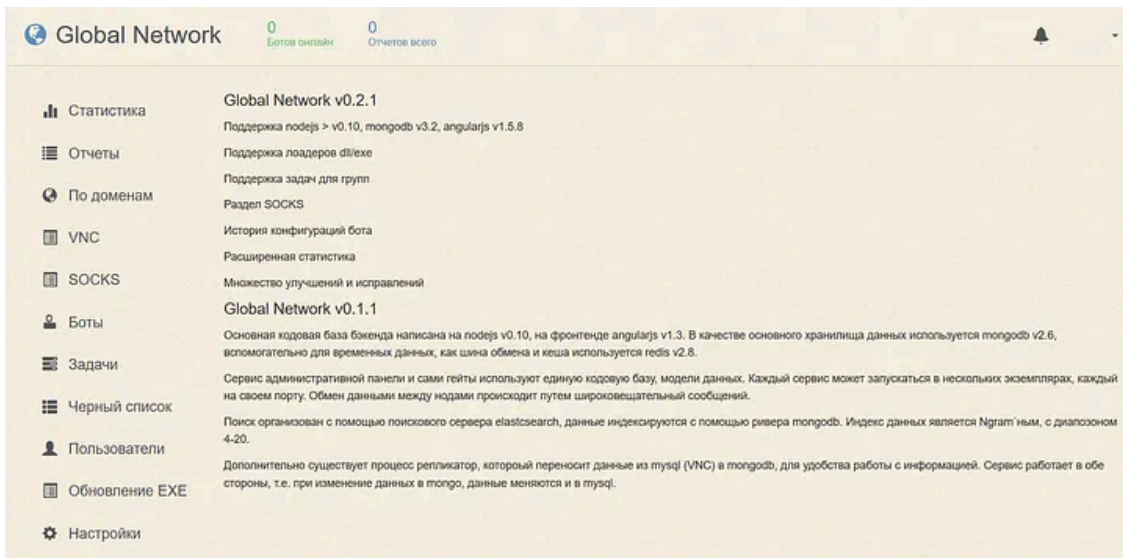 Global Network
0
Ботов онлайн
0
Отчетов всего
Статистика
Отчеты
По доменам
VNC
SOCKS
Боты
Задачи
Черный список
Пользователи
Обновление EXE
Настройки
Global Network v0.2.1
Поддержка nodejs > v0.10, mongodb v3.2, angularjs v1.5.8
Поддержка лоадеров dll/exe
Поддержка задач для групп
Раздел SOCKS
История конфигураций бота
Расширенная статистика
Множество улучшений и исправлений
Global Network v0.1.1
Основная кодовая база бэкенда написана на nodejs v0.10, на фронтенде angularjs v1.3. В качестве основного хранилища данных используется mongodb v2.6,
вспомогательно для временных данных, как шина обмена и кеша используется redis v2.8.
Сервис административной панели и сами гейты используют единую кодовую базу, модели данных. Каждый сервис может запускаться в нескольких экземплярах, каждый
на своем порту. Обмен данными между нодами происходит путем широковещательный сообщений.
Поиск организован с помощью поискового сервера elastcsearch, данные индексируются с помощью ривера mongodb. Индекс данных является Ngram`ным, с диапозоном
4-20.
Дополнительно существует процесс репликатор, котороый переносит данные из mysql (VNC) в mongodb, для удобства работы с информацией. Сервис работает в обе
стороны, т.е. при изменение данных в mongo, данные меняются и в mysql.